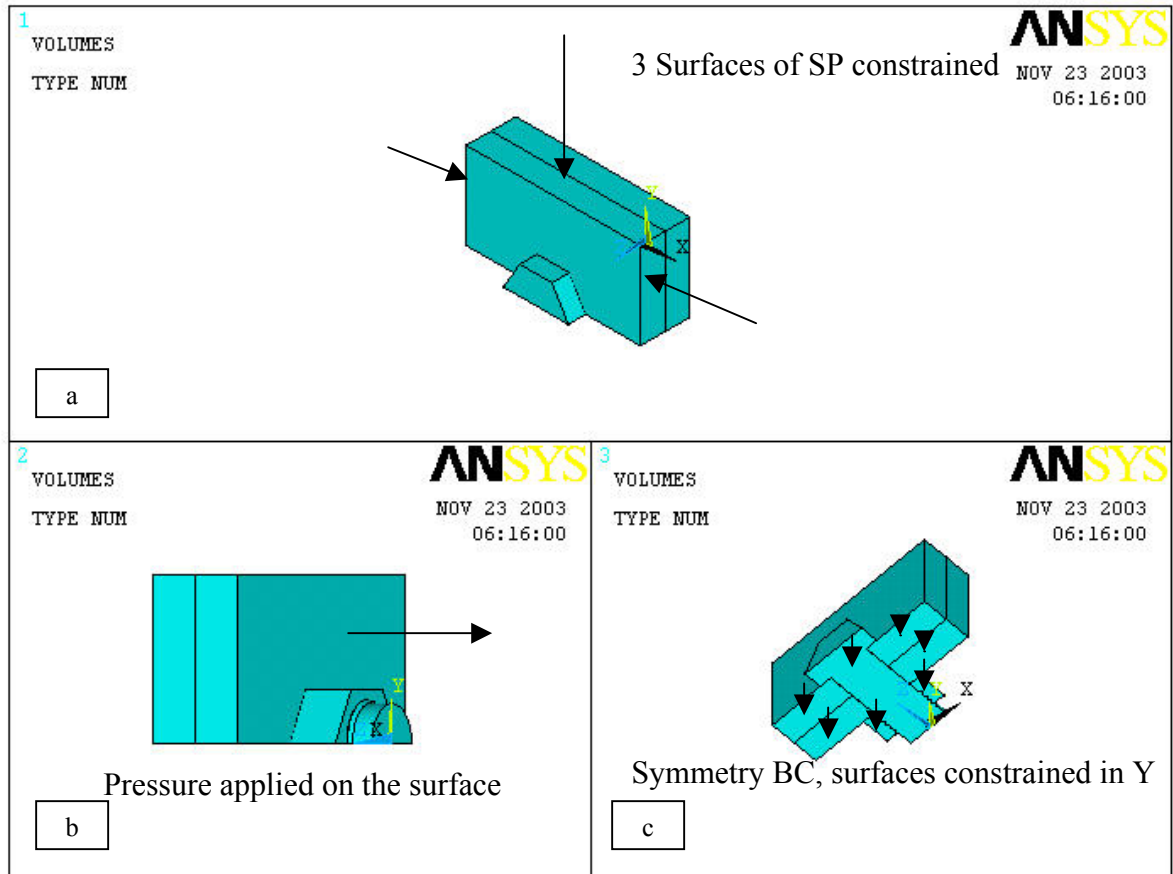 1
VOLUMES
TYPE NUM
3 Surfaces of SP constrained
ANSYS
NOV 23 2003
06:16:00
Y
X
Z
a
2
VOLUMES
TYPE NUM
ANSYS
NOV 23 2003
06:16:00
Y
X
Pressure applied on the surface
b
3
VOLUMES
TYPE NUM
ANSYS
NOV 23 2003
06:16:00
Z
Y
X
Symmetry BC, surfaces constrained in Y
c